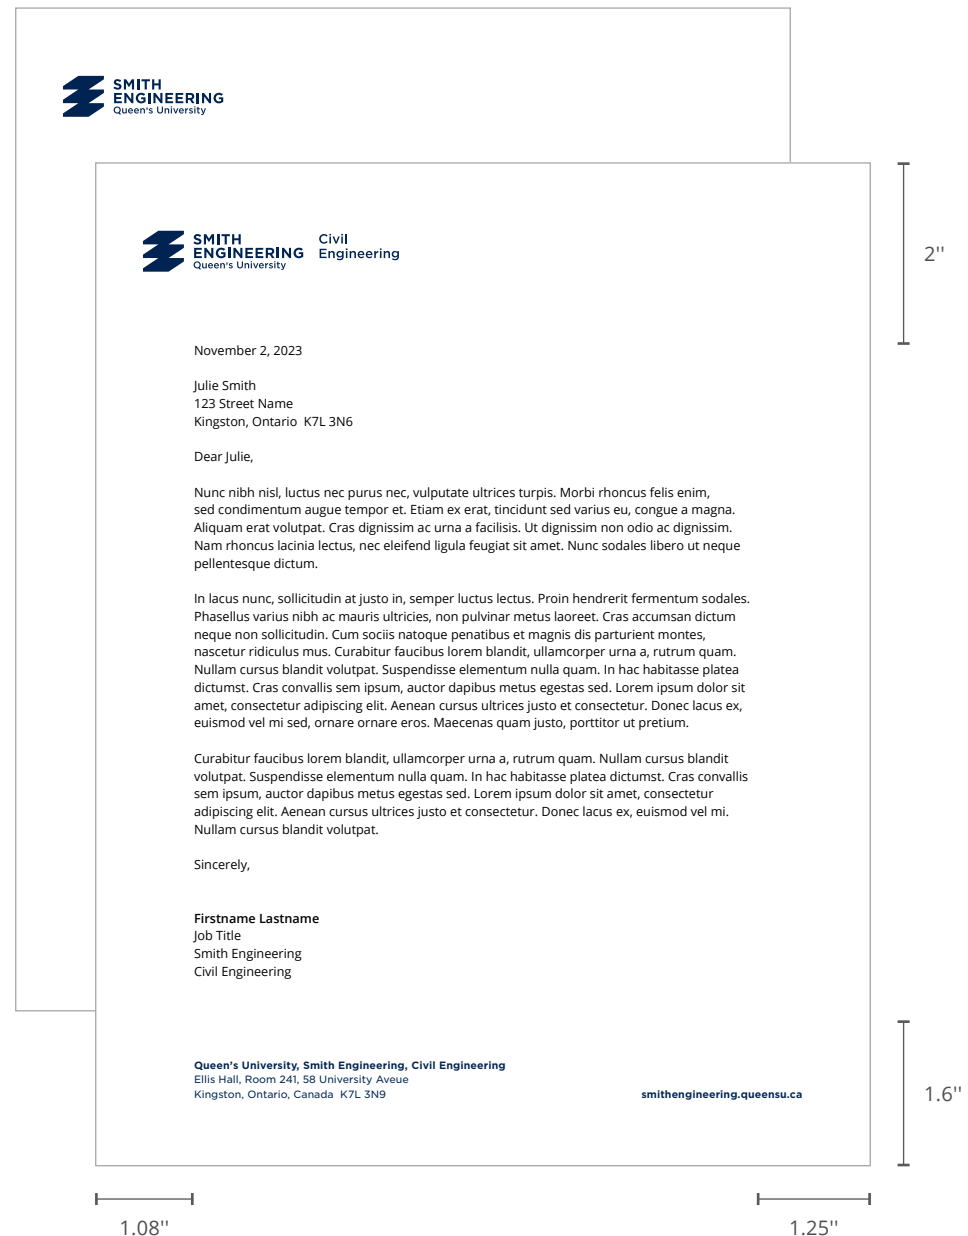 SMITH
ENGINEERING
Queen's University
SMITH
ENGINEERING
Queen's University
Civil
Engineering
2''
November 2, 2023
Julie Smith
123 Street Name
Kingston, Ontario  K7L 3N6
Dear Julie,
Nunc nibh nisl, luctus nec purus nec, vulputate ultrices turpis. Morbi rhoncus felis enim,
sed condimentum augue tempor et. Etiam ex erat, tincidunt sed varius eu, congue a magna.
Aliquam erat volutpat. Cras dignissim ac urna a facilisis. Ut dignissim non odio ac dignissim.
Nam rhoncus lacinia lectus, nec eleifend ligula feugiat sit amet. Nunc sodales libero ut neque
pellentesque dictum.
In lacus nunc, sollicitudin at justo in, semper luctus lectus. Proin hendrerit fermentum sodales.
Phasellus varius nibh ac mauris ultricies, non pulvinar metus laoreet. Cras accumsan dictum
neque non sollicitudin. Cum sociis natoque penatibus et magnis dis parturient montes,
nascetur ridiculus mus. Curabitur faucibus lorem blandit, ullamcorper urna a, rutrum quam.
Nullam cursus blandit volutpat. Suspendisse elementum nulla quam. In hac habitasse platea
dictumst. Cras convallis sem ipsum, auctor dapibus metus egestas sed. Lorem ipsum dolor sit
amet, consectetur adipiscing elit. Aenean cursus ultrices justo et consectetur. Donec lacus ex,
euismod vel mi sed, ornare ornare eros. Maecenas quam justo, porttitor ut pretium.
Curabitur faucibus lorem blandit, ullamcorper urna a, rutrum quam. Nullam cursus blandit
volutpat. Suspendisse elementum nulla quam. In hac habitasse platea dictumst. Cras convallis
sem ipsum, auctor dapibus metus egestas sed. Lorem ipsum dolor sit amet, consectetur
adipiscing elit. Aenean cursus ultrices justo et consectetur. Donec lacus ex, euismod vel mi.
Nullam cursus blandit volutpat.
Sincerely,
Firstname Lastname
Job Title
Smith Engineering
Civil Engineering
Queen's University, Smith Engineering, Civil Engineering
Ellis Hall, Room 241, 58 University Aveue
Kingston, Ontario, Canada  K7L 3N9
smithengineering.queensu.ca
1.6''
1.08''
1.25''